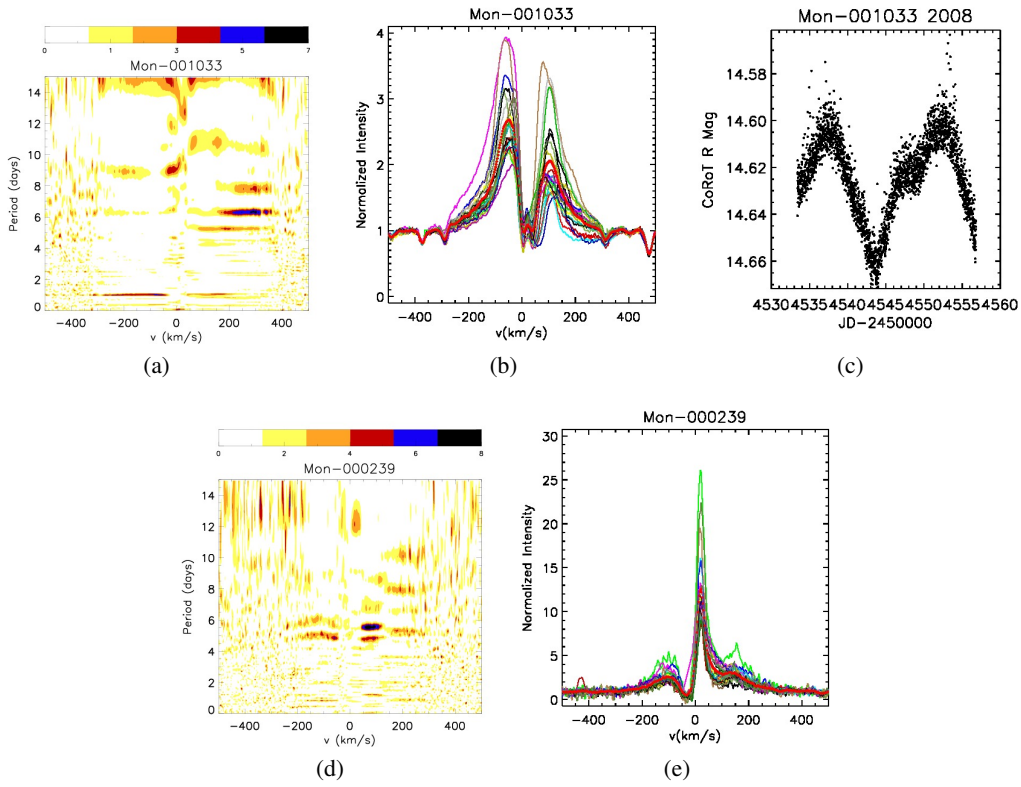 0 1 3 4 5 7
Mon-001033
14
12
10
8
6
4
2
0
Period (days)
-400 -200 0 200 400
v (km/s)
(a)
Mon-001033
4
3
2
1
0
Normalized Intensity
-400 -200 0 200 400
v(km/s)
(b)
Mon-001033 2008
14.58
14.60
14.62
14.64
14.66
CoRoT R Mag
4530 4535 4540 4545 4550 4555 4560
JD-2450000
(c)
0 2 3 4 6 8
Mon-000239
14
12
10
8
6
4
2
0
Period (days)
-400 -200 0 200 400
v (km/s)
(d)
Mon-000239
30
25
20
15
10
5
0
Normalized Intensity
-400 -200 0 200 400
v(km/s)
(e)